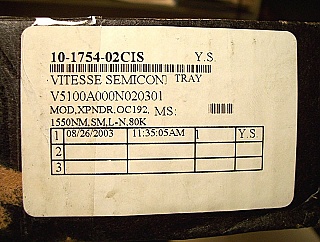 10-1754-02CIS Y.S.
VITESSE SEMICON TRAY
V5100A000N020301
MOD,XPNDR,OC192, MS:
1550NM,SM,L-N,80K
1 08/26/2003 11:35:05AM 1 Y.S.
2
3